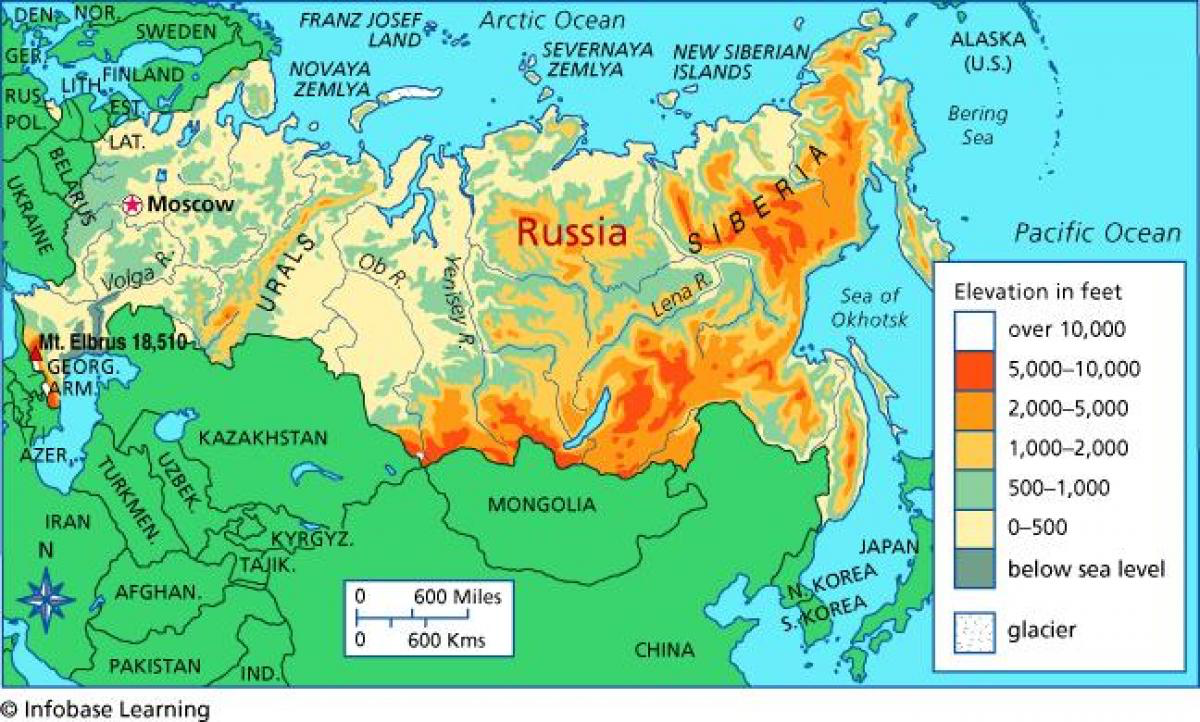 DEN.
NOR.
SWEDEN
FINLAND
GER.
LITH.
EST.
RUS.
POL.
LAT.
BELARUS
UKRAINE
FRANZ JOSEF
LAND
Arctic Ocean
NOVAYA
ZEMLYA
SEVERNAYA
ZEMLYA
NEW SIBERIAN
ISLANDS
ALASKA
(U.S.)
Bering
Sea
Pacific Ocean
Moscow
Russia
SIBERIA
URALS
Volga R.
Ob R.
Yenisey R.
Lena R.
Sea of
Okhotsk
Mt. Elbrus 18,510
GEORG.
ARM.
AZER.
KAZAKHSTAN
UZBEK.
TURKMEN.
IRAN
KYRGYZ.
TAJIK.
AFGHAN.
PAKISTAN
IND.
MONGOLIA
CHINA
JAPAN
N. KOREA
S. KOREA
N
0 600 Miles
0 600 Kms
Elevation in feet
over 10,000
5,000–10,000
2,000–5,000
1,000–2,000
500–1,000
0–500
below sea level
glacier
© Infobase Learning